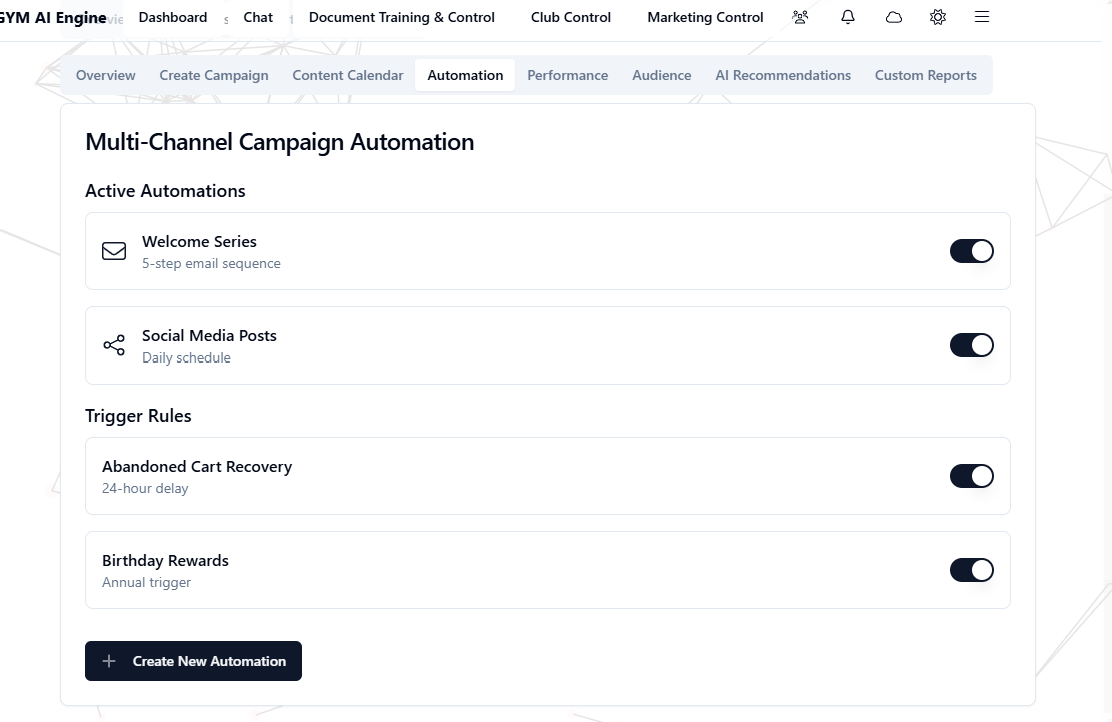 GYM AI Engine
Dashboard
Chat
Document Training & Control
Club Control
Marketing Control
Overview
Create Campaign
Content Calendar
Automation
Performance
Audience
AI Recommendations
Custom Reports
Multi-Channel Campaign Automation
Active Automations
Welcome Series
5-step email sequence
Social Media Posts
Daily schedule
Trigger Rules
Abandoned Cart Recovery
24-hour delay
Birthday Rewards
Annual trigger
Create New Automation